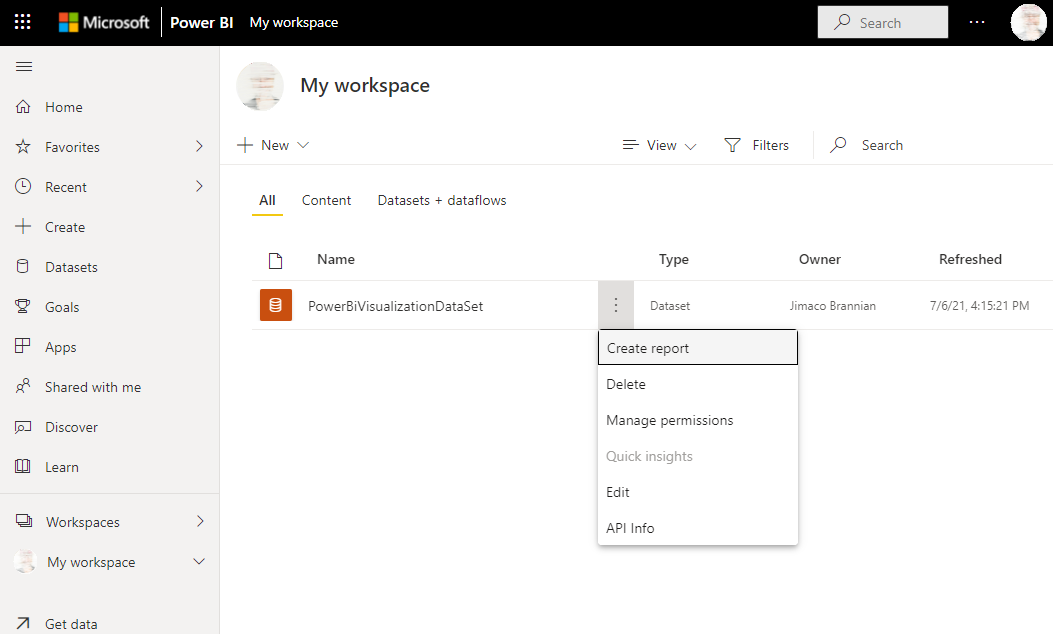 Microsoft Power BI My workspace Search ...
My workspace
Home
Favorites
Recent
Create
Datasets
Goals
Apps
Shared with me
Discover
Learn
Workspaces
My workspace
Get data
New View Filters Search
All Content Datasets + dataflows
Name Type Owner Refreshed
PowerBiVisualizationDataSet Dataset Jimaco Brannian 7/6/21, 4:15:21 PM
Create report
Delete
Manage permissions
Quick insights
Edit
API Info